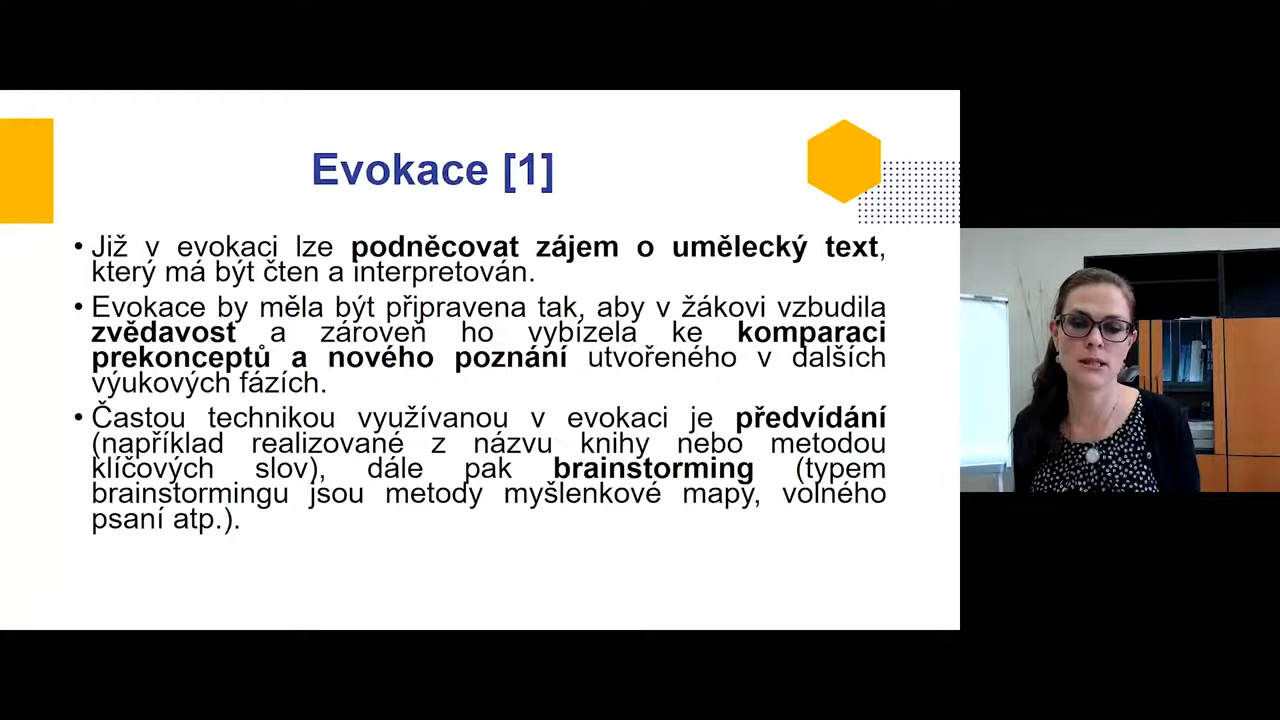 Evokace [1]
• Již v evokaci lze podněcovat zájem o umělecký text,
který má být čten a interpretován.
• Evokace by měla být připravena tak, aby v žákovi vzbudila
zvědavost a zároveň ho vybízela ke komparaci
prekonceptů a nového poznání utvořeného v dalších
výukových fázích.
• Častou technikou využívanou v evokaci je předvídání
(například realizované z názvu knihy nebo metodou
klíčových slov), dále pak brainstorming (typem
brainstormingu jsou metody myšlenkové mapy, volného
psaní atp.).